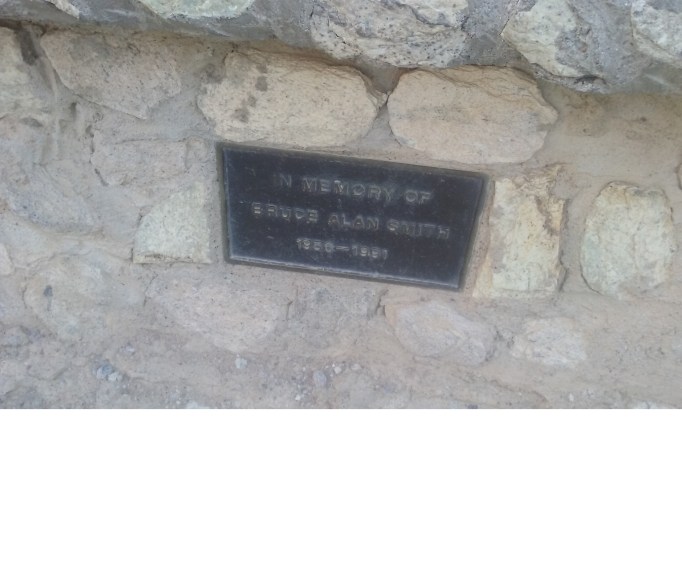 IN MEMORY OF
BRUCE ALAN SMITH